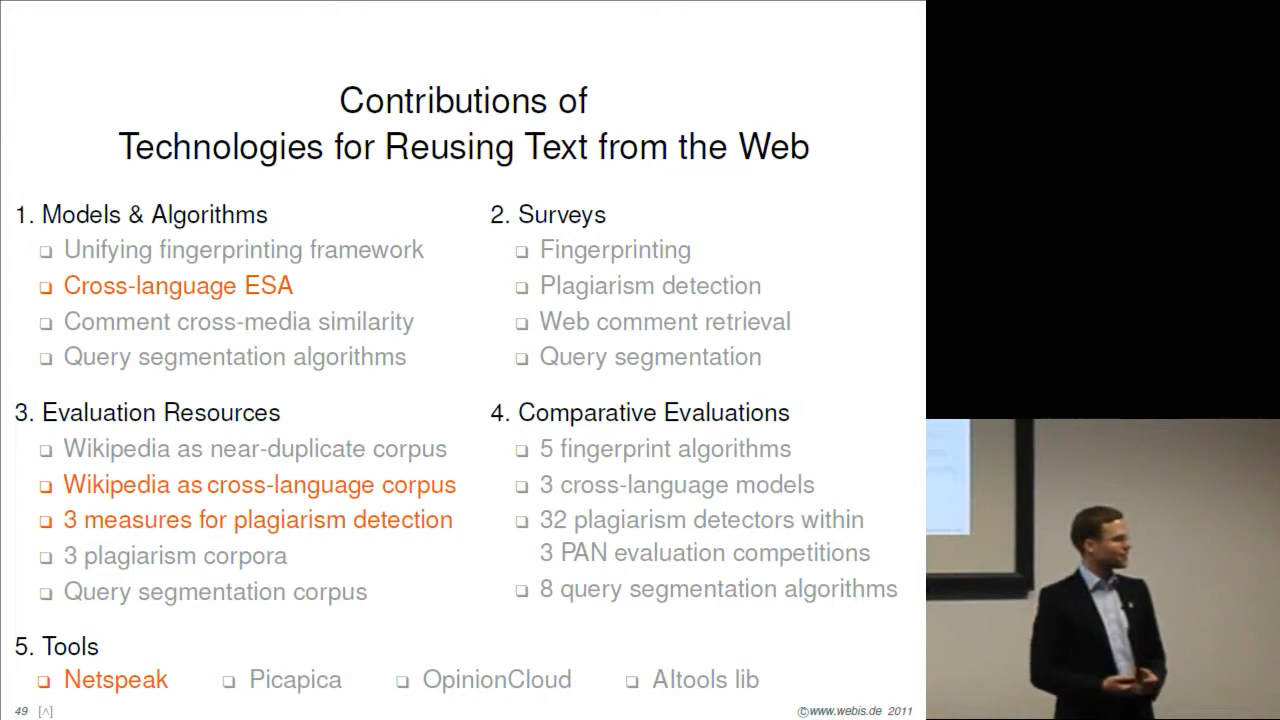 Contributions of
Technologies for Reusing Text from the Web
1. Models & Algorithms
❑ Unifying fingerprinting framework
❑ Cross-language ESA
❑ Comment cross-media similarity
❑ Query segmentation algorithms
2. Surveys
❑ Fingerprinting
❑ Plagiarism detection
❑ Web comment retrieval
❑ Query segmentation
3. Evaluation Resources
❑ Wikipedia as near-duplicate corpus
❑ Wikipedia as cross-language corpus
❑ 3 measures for plagiarism detection
❑ 3 plagiarism corpora
❑ Query segmentation corpus
4. Comparative Evaluations
❑ 5 fingerprint algorithms
❑ 3 cross-language models
❑ 32 plagiarism detectors within
3 PAN evaluation competitions
❑ 8 query segmentation algorithms
5. Tools
❑ Netspeak ❑ Picapica ❑ OpinionCloud ❑ AItools lib
49 [∧] ©www.webis.de 2011